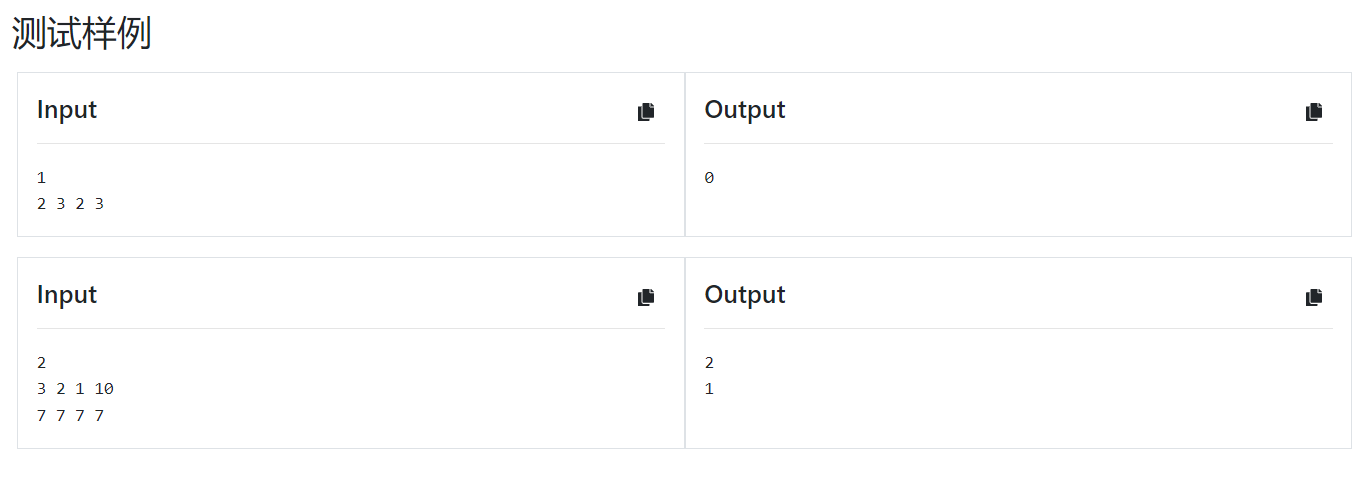 测试样例
Input
1
2 3 2 3
Output
0
Input
2
3 2 1 10
7 7 7 7
Output
2
1